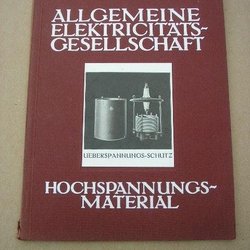 ALLGEMEINE
ELEKTRICITÄTS-
GESELLSCHAFT
UEBERSPANNUNGS-SCHUTZ
HOCHSPANNUNGS-
MATERIAL